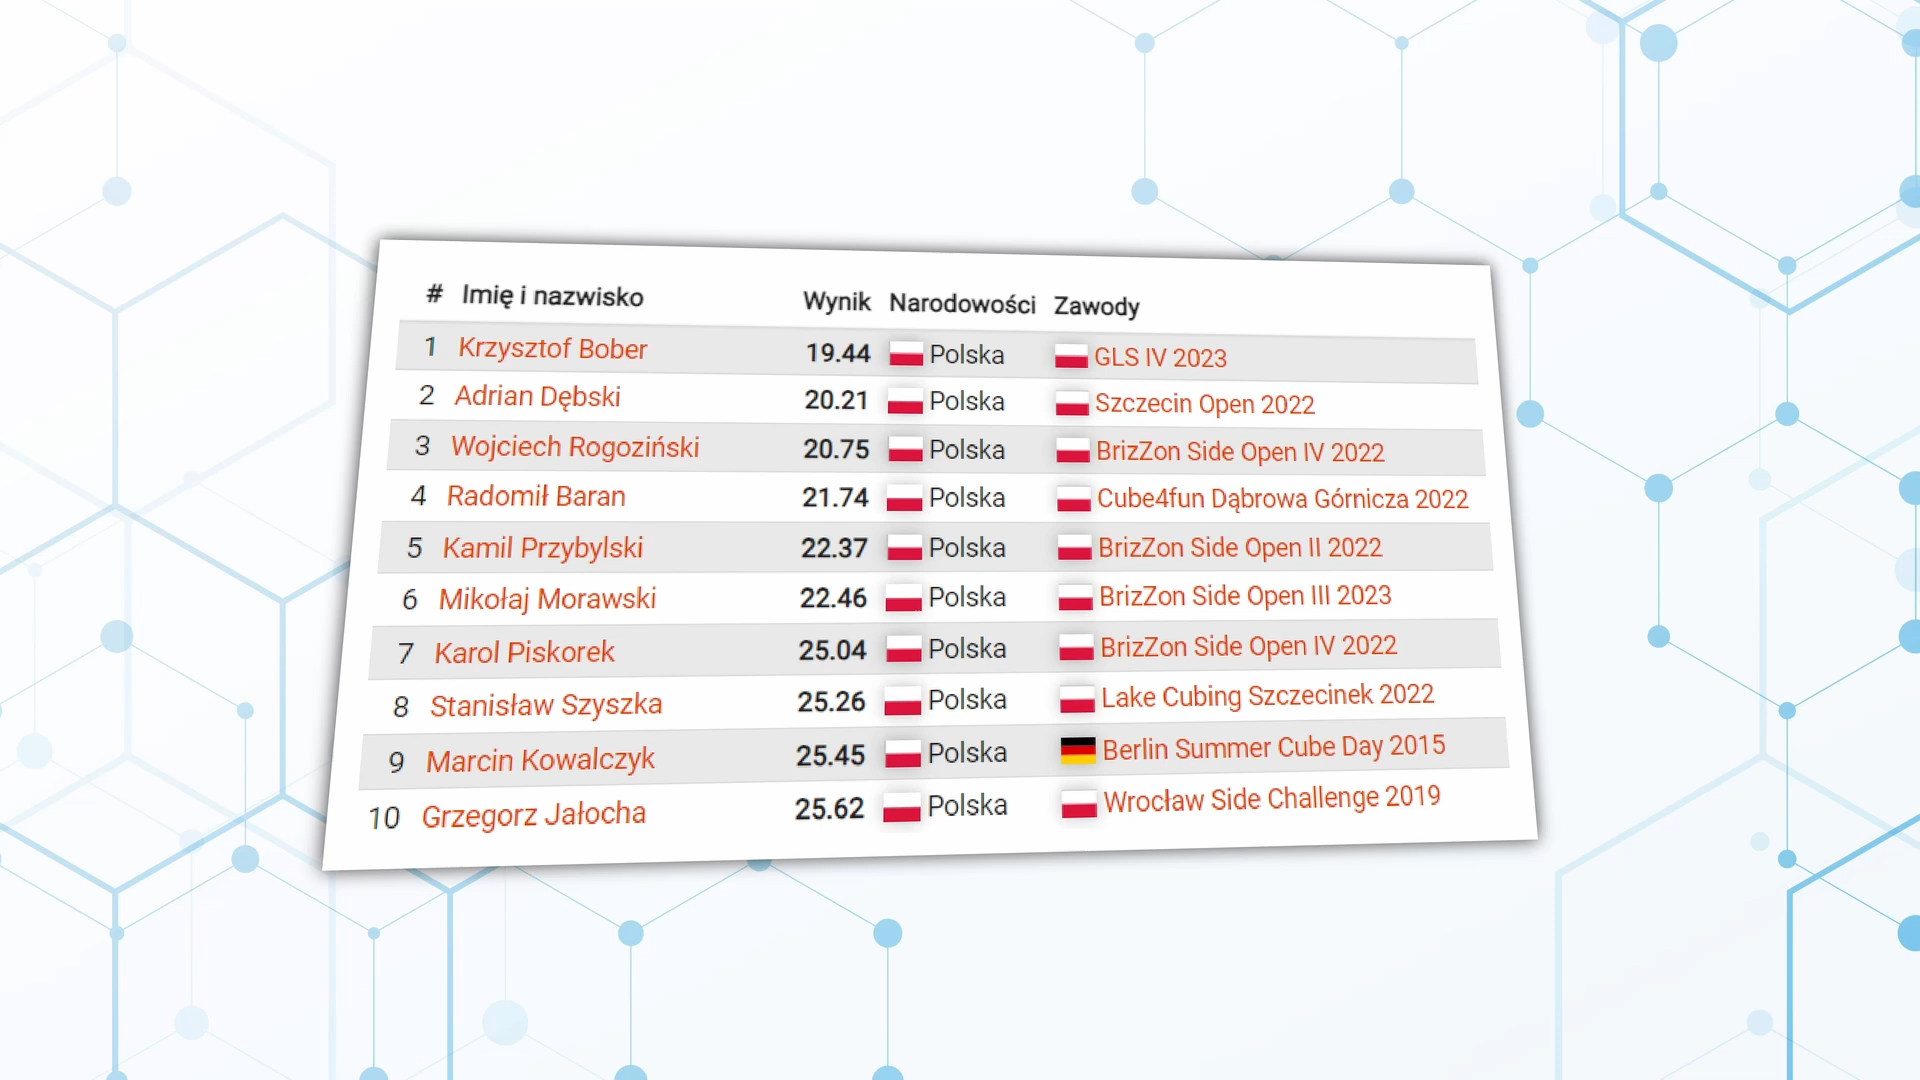 # Imię i nazwisko Wynik Narodowości Zawody
1 Krzysztof Bober 19.44 Polska GLS IV 2023
2 Adrian Dębski 20.21 Polska Szczecin Open 2022
3 Wojciech Rogoziński 20.75 Polska BrizZon Side Open IV 2022
4 Radomił Baran 21.74 Polska Cube4fun Dąbrowa Górnicza 2022
5 Kamil Przybylski 22.37 Polska BrizZon Side Open II 2022
6 Mikołaj Morawski 22.46 Polska BrizZon Side Open III 2023
7 Karol Piskorek 25.04 Polska BrizZon Side Open IV 2022
8 Stanisław Szyszka 25.26 Polska Lake Cubing Szczecinek 2022
9 Marcin Kowalczyk 25.45 Polska Berlin Summer Cube Day 2015
10 Grzegorz Jałocha 25.62 Polska Wrocław Side Challenge 2019